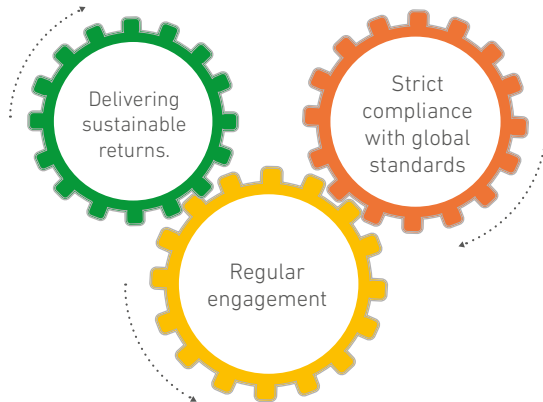 Delivering
sustainable
returns.
Strict
compliance
with global
standards
Regular
engagement